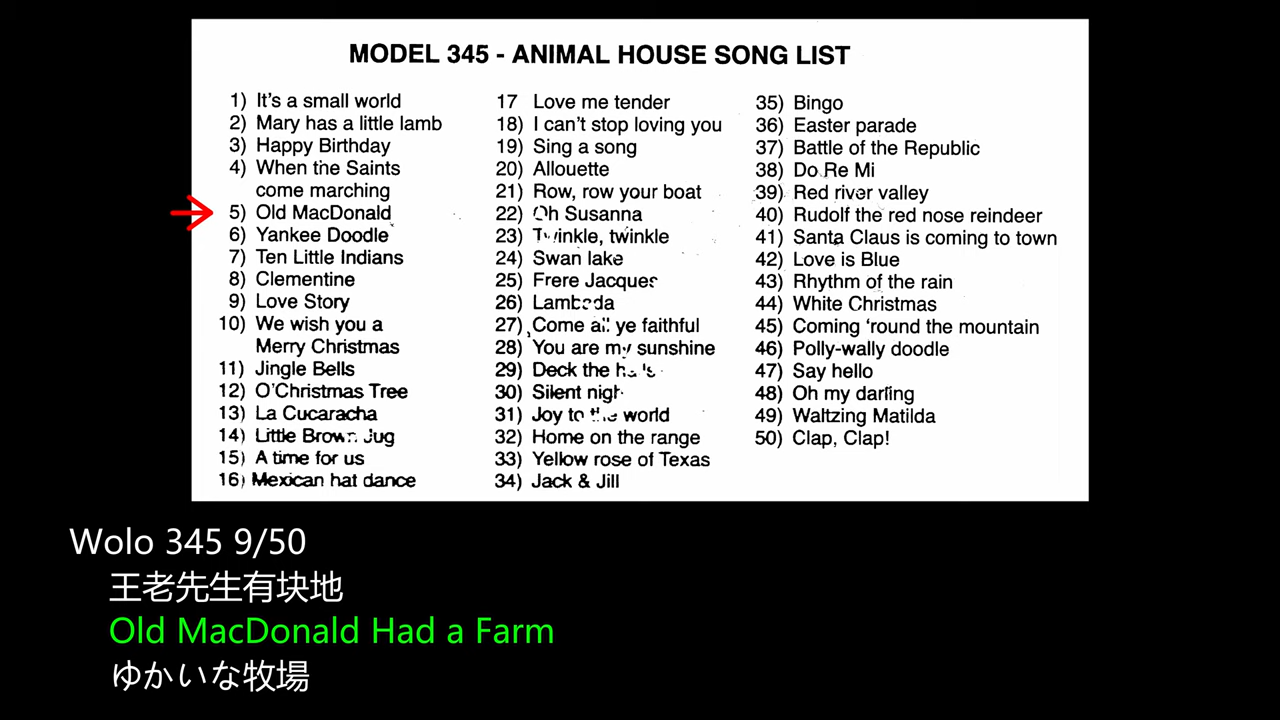 MODEL 345 - ANIMAL HOUSE SONG LIST
1) It's a small world
2) Mary has a little lamb
3) Happy Birthday
4) When the Saints
come marching
5) Old MacDonald
6) Yankee Doodle
7) Ten Little Indians
8) Clementine
9) Love Story
10) We wish you a
Merry Christmas
11) Jingle Bells
12) O'Christmas Tree
13) La Cucaracha
14) Little Brown Jug
15) A time for us
16) Mexican hat dance
17 Love me tender
18) I can't stop loving you
19) Sing a song
20) Allouette
21) Row, row your boat
22) Oh Susanna
23) Twinkle, twinkle
24) Swan lake
25) Frere Jacques
26) Lambada
27) Come all ye faithful
28) You are my sunshine
29) Deck the halls
30) Silent night
31) Joy to the world
32) Home on the range
33) Yellow rose of Texas
34) Jack & Jill
35) Bingo
36) Easter parade
37) Battle of the Republic
38) Do Re Mi
39) Red river valley
40) Rudolf the red nose reindeer
41) Santa Claus is coming to town
42) Love is Blue
43) Rhythm of the rain
44) White Christmas
45) Coming 'round the mountain
46) Polly-wally doodle
47) Say hello
48) Oh my darling
49) Waltzing Matilda
50) Clap, Clap!
Wolo 345 9/50
王老先生有块地
Old MacDonald Had a Farm
ゆかいな牧場